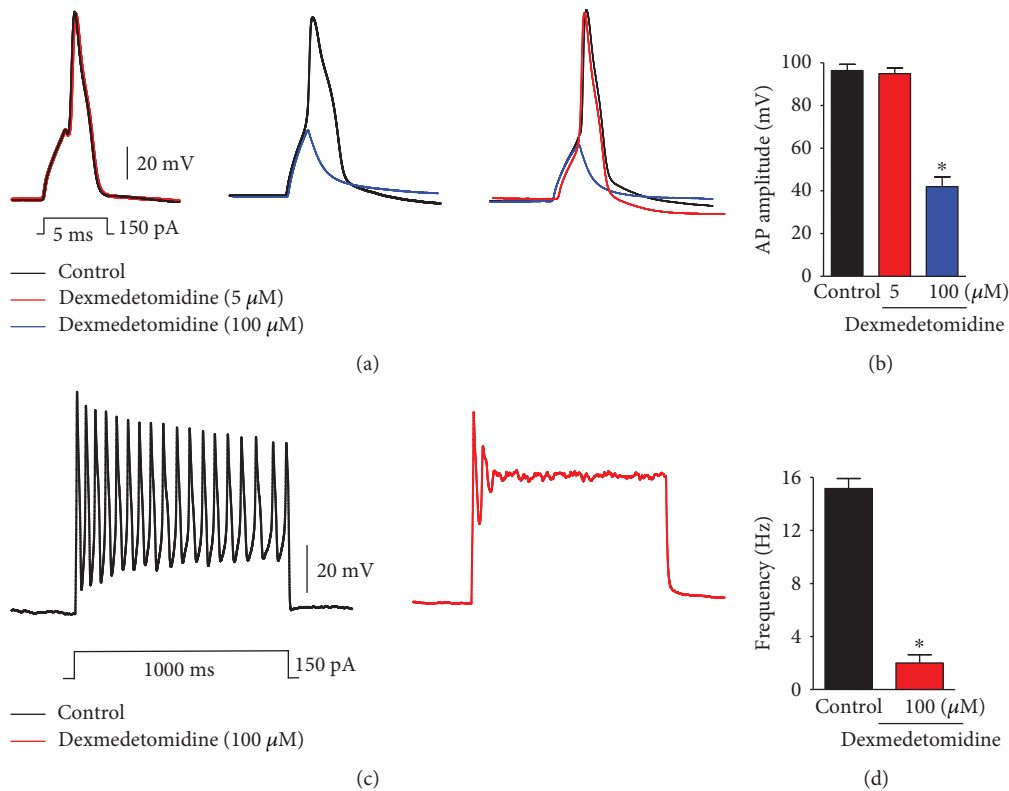 20 mV
5 ms
150 pA
Control
Dexmedetomidine (5 μM)
Dexmedetomidine (100 μM)
(a)
AP amplitude (mV)
100
80
60
40
20
0
*
Control 5 100 (μM)
Dexmedetomidine
(b)
20 mV
1000 ms
150 pA
Control
Dexmedetomidine (100 μM)
(c)
Frequency (Hz)
16
12
8
4
0
*
Control 100 (μM)
Dexmedetomidine
(d)